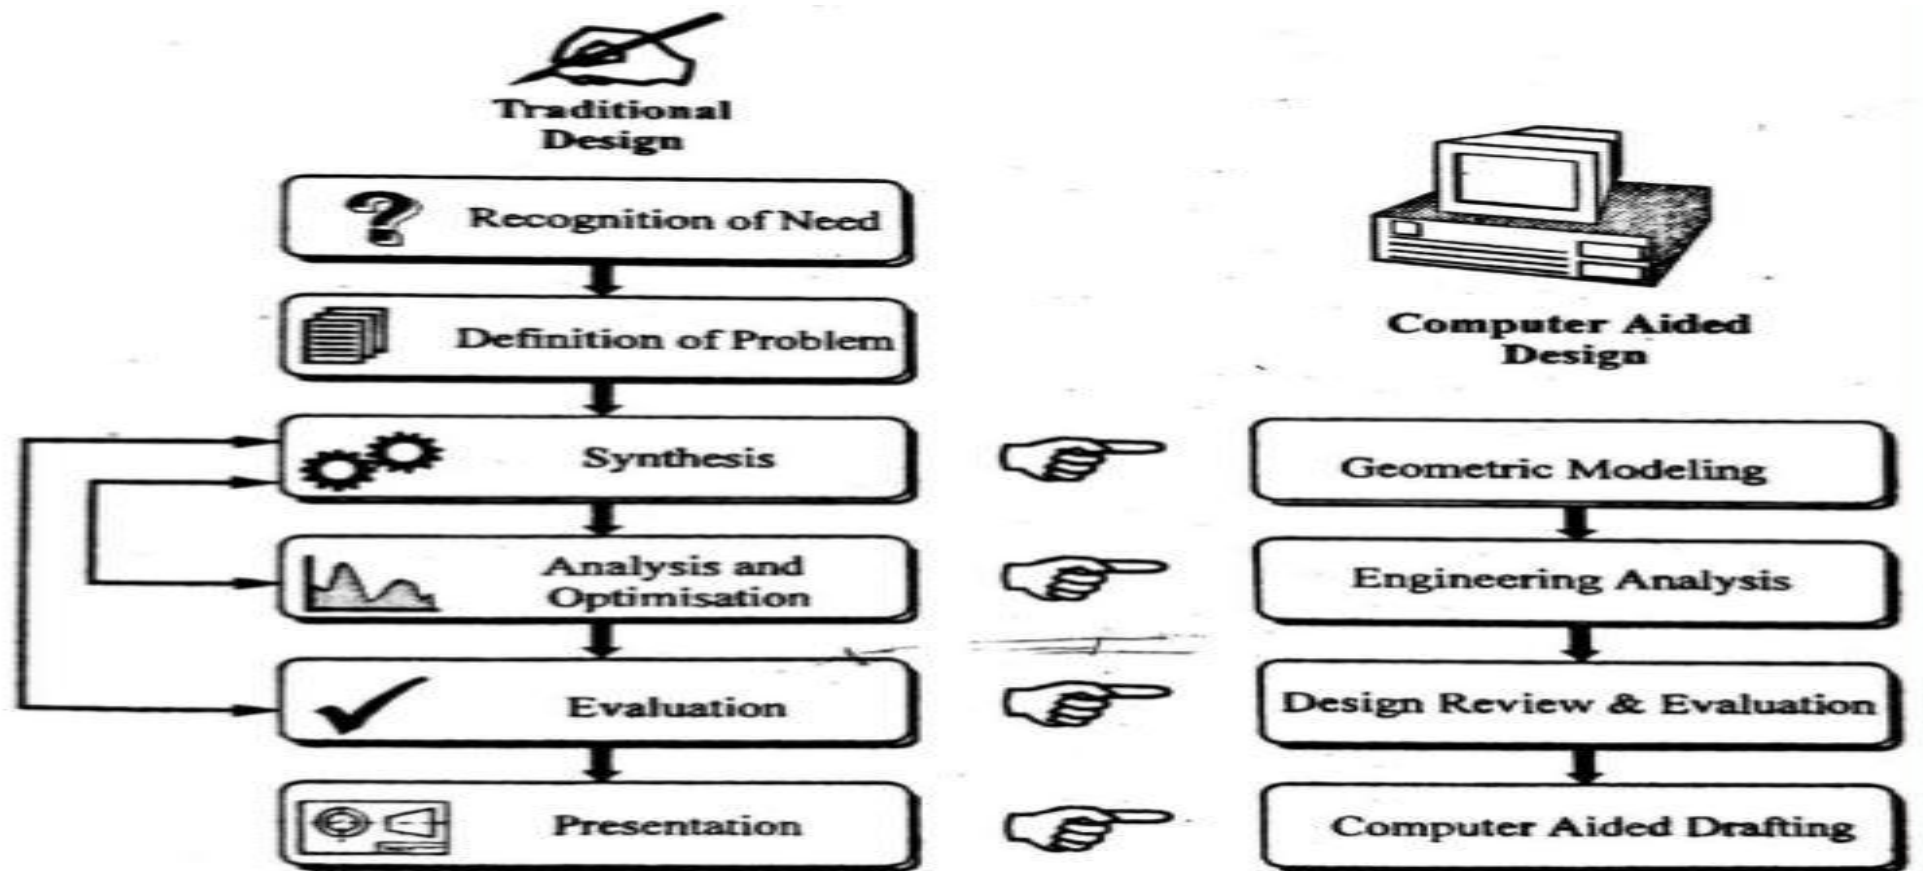 Traditional
Design
Recognition of Need
Definition of Problem
Synthesis
Analysis and
Optimisation
Evaluation
Presentation
Computer Aided
Design
Geometric Modeling
Engineering Analysis
Design Review & Evaluation
Computer Aided Drafting